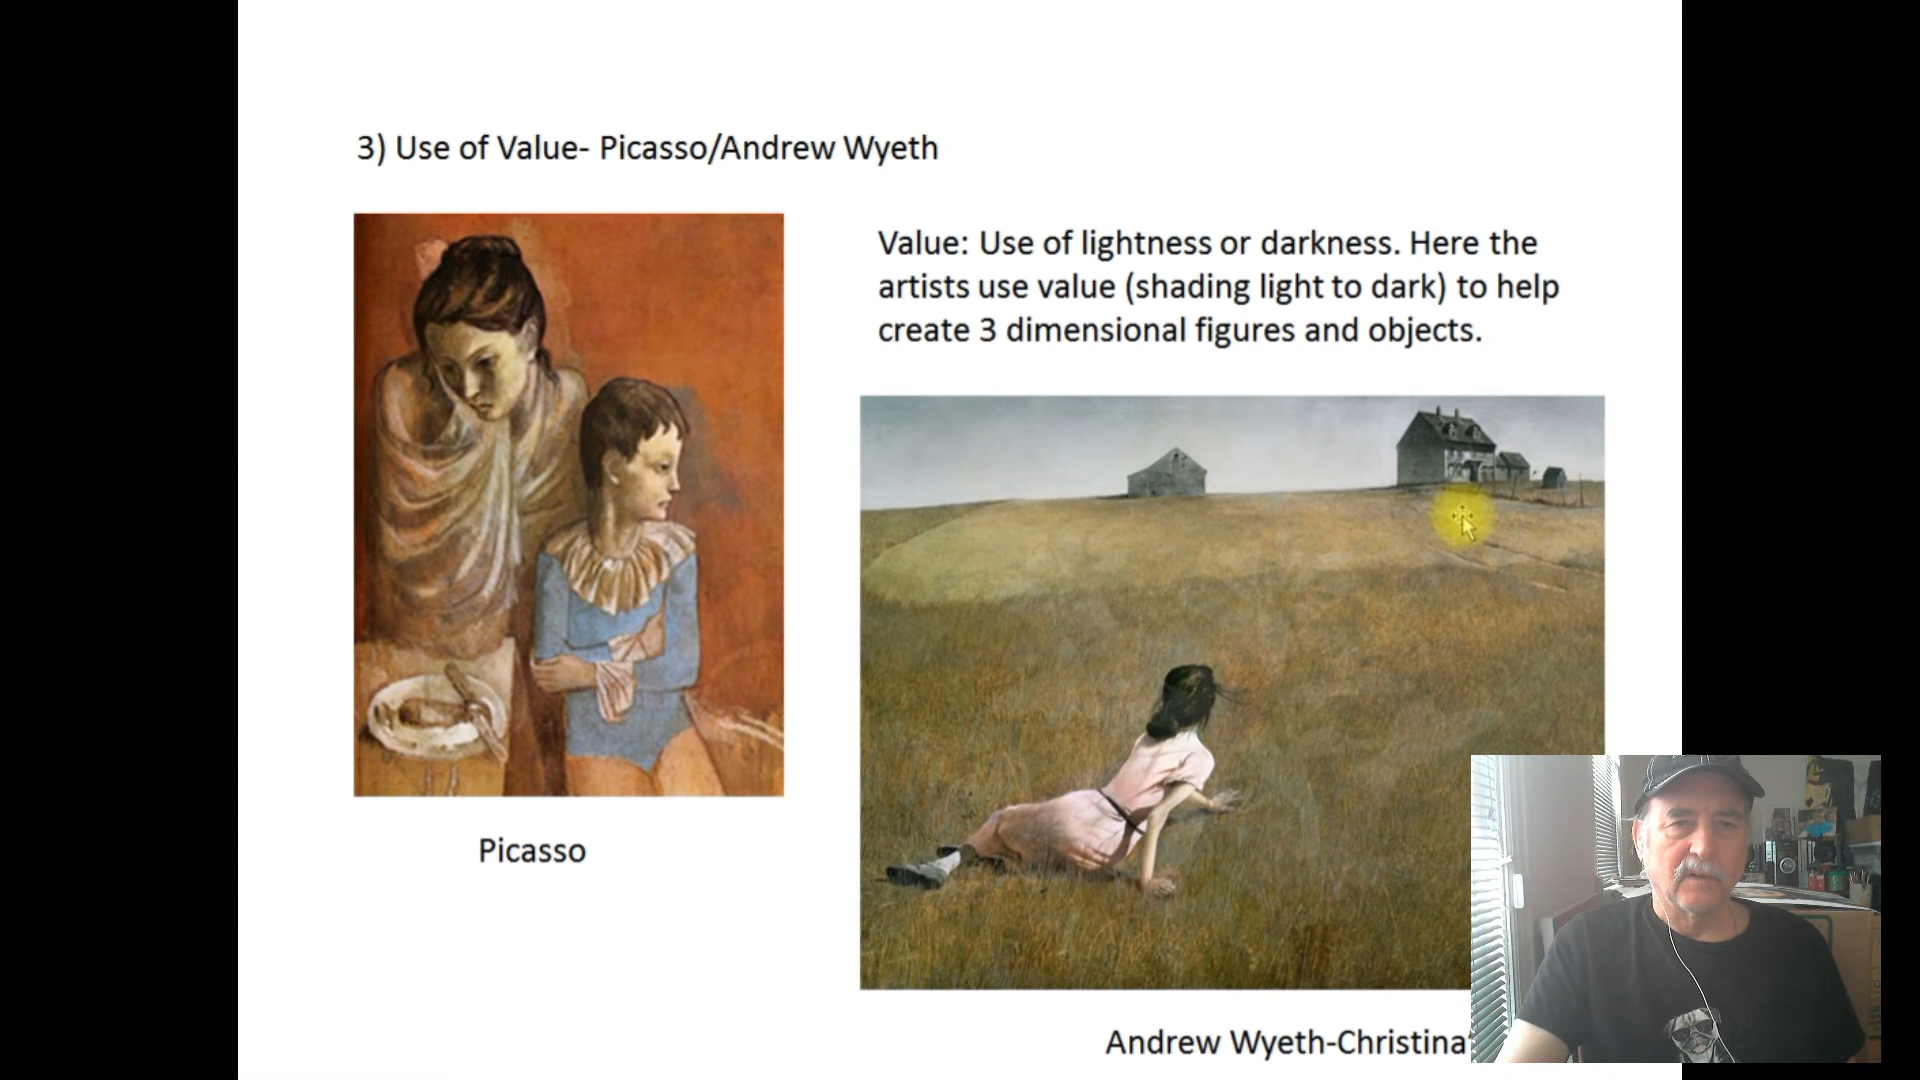 3) Use of Value- Picasso/Andrew Wyeth
Value: Use of lightness or darkness. Here the
artists use value (shading light to dark) to help
create 3 dimensional figures and objects.
Picasso
Andrew Wyeth-Christina'